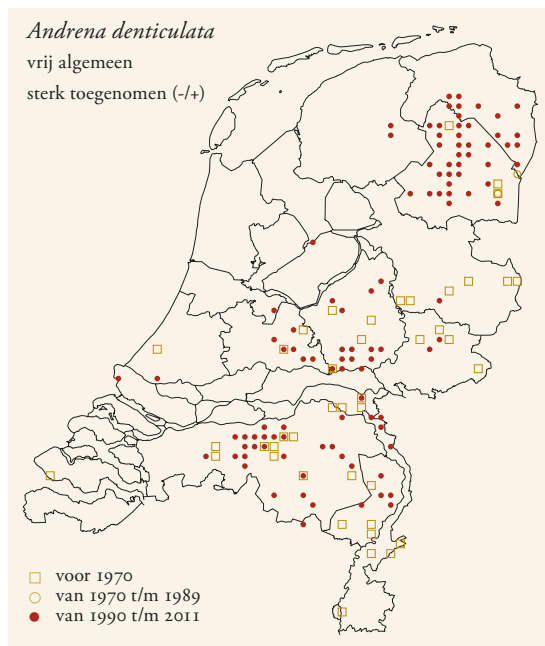 Andrena denticulata
vrij algemeen
sterk toegenomen (-/+)
voor 1970
van 1970 t/m 1989
van 1990 t/m 2011